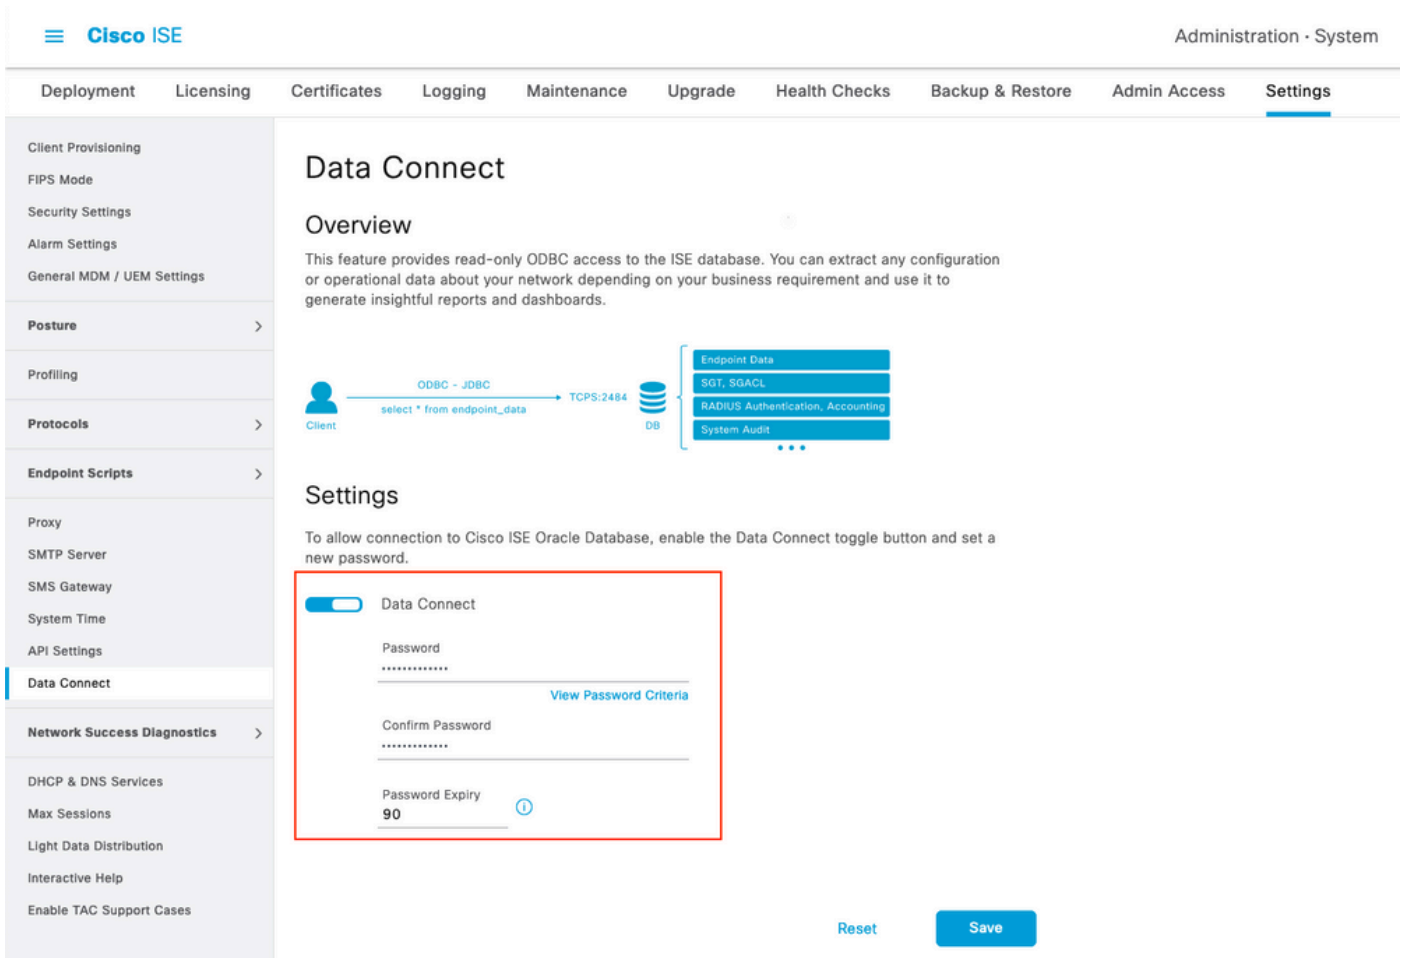 Cisco ISE
Administration · System
Deployment Licensing Certificates Logging Maintenance Upgrade Health Checks Backup & Restore Admin Access Settings
Client Provisioning
FIPS Mode
Security Settings
Alarm Settings
General MDM / UEM Settings
Posture
Profiling
Protocols
Endpoint Scripts
Proxy
SMTP Server
SMS Gateway
System Time
API Settings
Data Connect
Network Success Diagnostics
DHCP & DNS Services
Max Sessions
Light Data Distribution
Interactive Help
Enable TAC Support Cases
Data Connect
Overview
This feature provides read-only ODBC access to the ISE database. You can extract any configuration
or operational data about your network depending on your business requirement and use it to
generate insightful reports and dashboards.
Client
ODBC - JDBC
select * from endpoint_data
TCPS:2484
DB
Endpoint Data
SGT, SGACL
RADIUS Authentication, Accounting
System Audit
Settings
To allow connection to Cisco ISE Oracle Database, enable the Data Connect toggle button and set a
new password.
Data Connect
Password
•••••••••••••
View Password Criteria
Confirm Password
•••••••••••••
Password Expiry
90
Reset
Save